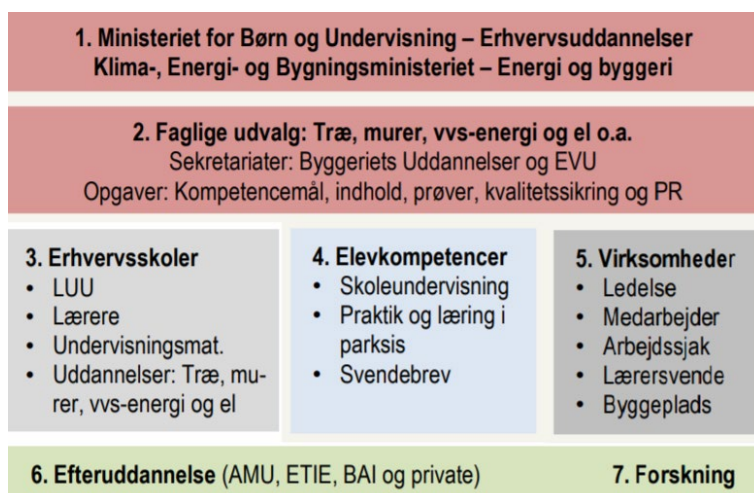 1. Ministeriet for Børn og Undervisning – Erhvervsuddannelser
Klima-, Energi- og Bygningsministeriet – Energi og byggeri
2. Faglige udvalg: Træ, murer, vvs-energi og el o.a.
Sekretariater: Byggeriets Uddannelser og EVU
Opgaver: Kompetencemål, indhold, prøver, kvalitetssikring og PR
3. Erhvervsskoler
• LUU
• Lærere
• Undervisningsmat.
• Uddannelser: Træ, mu-
rer, vvs-energi og el
4. Elevkompetencer
• Skoleundervisning
• Praktik og læring i
parksis
• Svendebrev
5. Virksomheder
• Ledelse
• Medarbejder
• Arbejdssjak
• Lærersvende
• Byggeplads
6. Efteruddannelse (AMU, ETIE, BAI og private)
7. Forskning